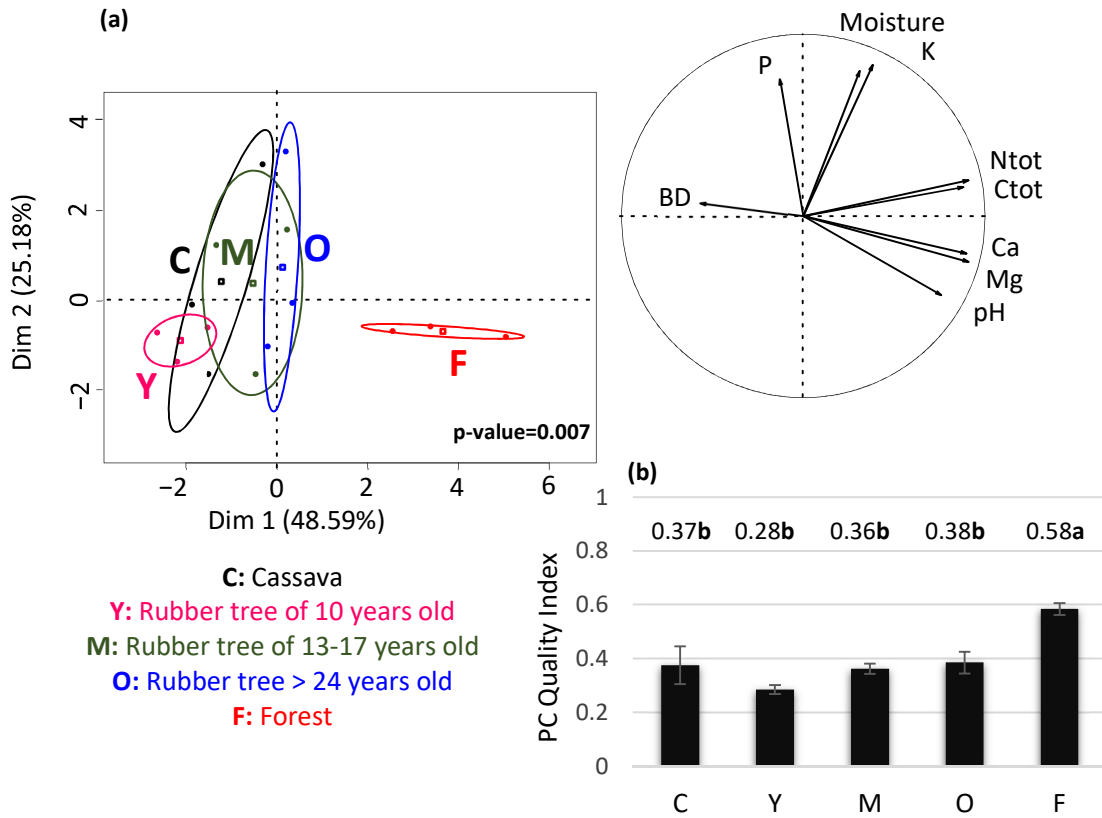 (a)
Dim 2 (25.18%)
4
2
0
−2
C
M
O
Y
F
p-value=0.007
−2
0
2
4
6
Dim 1 (48.59%)
Moisture
K
P
Ntot
Ctot
BD
Ca
Mg
pH
C: Cassava
Y: Rubber tree of 10 years old
M: Rubber tree of 13-17 years old
O: Rubber tree > 24 years old
F: Forest
(b)
PC Quality Index
1
0.8
0.6
0.4
0.2
0
0.37b 0.28b 0.36b 0.38b 0.58a
C Y M O F